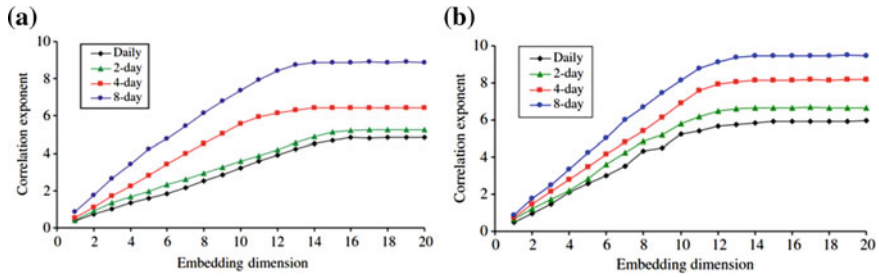 (a)
Correlation exponent
10
8
6
4
2
0
Daily
2-day
4-day
8-day
0 2 4 6 8 10 12 14 16 18 20
Embedding dimension
(b)
Correlation exponent
10
8
6
4
2
0
Daily
2-day
4-day
8-day
0 2 4 6 8 10 12 14 16 18 20
Embedding dimension